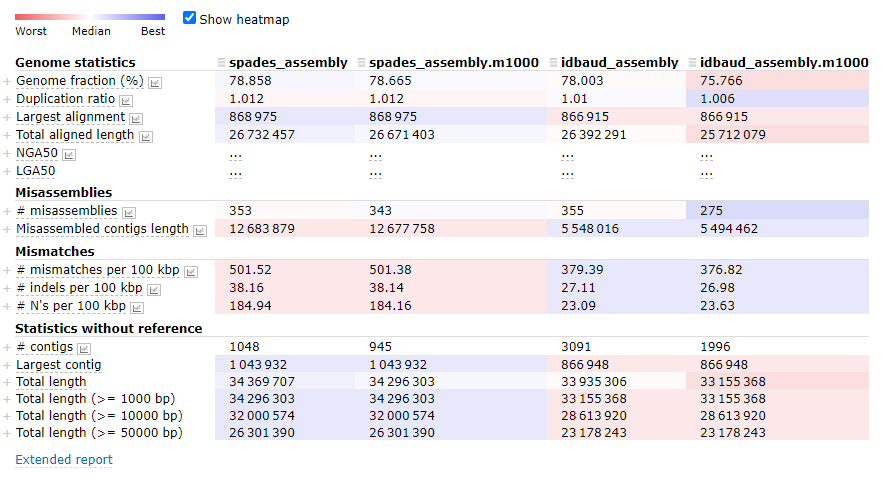 Show heatmap
Worst Median Best
Genome statistics spades_assembly spades_assembly.m1000 idbaud_assembly idbaud_assembly.m1000
Genome fraction (%) 78.858 78.665 78.003 75.766
Duplication ratio 1.012 1.012 1.01 1.006
Largest alignment 868 975 868 975 866 915 866 915
Total aligned length 26 732 457 26 671 403 26 392 291 25 712 079
NGA50 ... ... ... ...
LGA50 ... ... ... ...
Misassemblies
# misassemblies 353 343 355 275
Misassembled contigs length 12 683 879 12 677 758 5 548 016 5 494 462
Mismatches
# mismatches per 100 kbp 501.52 501.38 379.39 376.82
# indels per 100 kbp 38.16 38.14 27.11 26.98
# N's per 100 kbp 184.94 184.16 23.09 23.63
Statistics without reference
# contigs 1048 945 3091 1996
Largest contig 1 043 932 1 043 932 866 948 866 948
Total length 34 369 707 34 296 303 33 935 306 33 155 368
Total length (>= 1000 bp) 34 296 303 34 296 303 33 155 368 33 155 368
Total length (>= 10000 bp) 32 000 574 32 000 574 28 613 920 28 613 920
Total length (>= 50000 bp) 26 301 390 26 301 390 23 178 243 23 178 243
Extended report